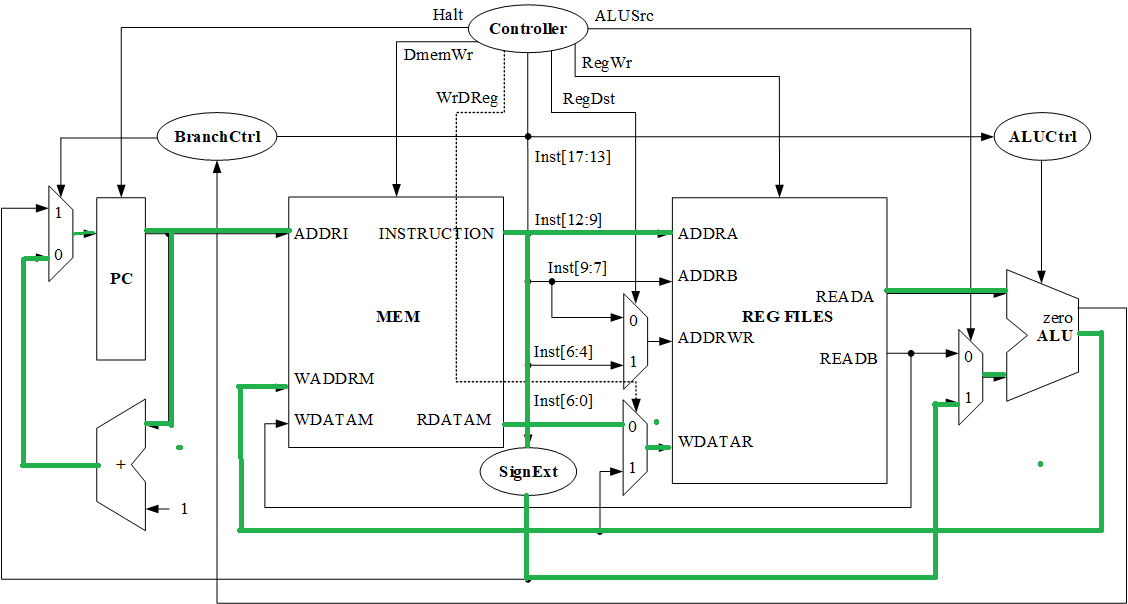 Halt
Controller
ALUSrc
DmemWr
RegWr
WrDReg
RegDst
BranchCtrl
ALUCtrl
Inst[17:13]
1
0
PC
ADDRI
INSTRUCTION
Inst[12:9]
ADDRA
Inst[9:7]
ADDRB
MEM
READA
REG FILES
0
zero
ALU
ADDRWR
Inst[6:4]
1
READB
0
WADDRM
Inst[6:0]
1
WDATAM
RDATAM
0
WDATAR
+
SignExt
1
1